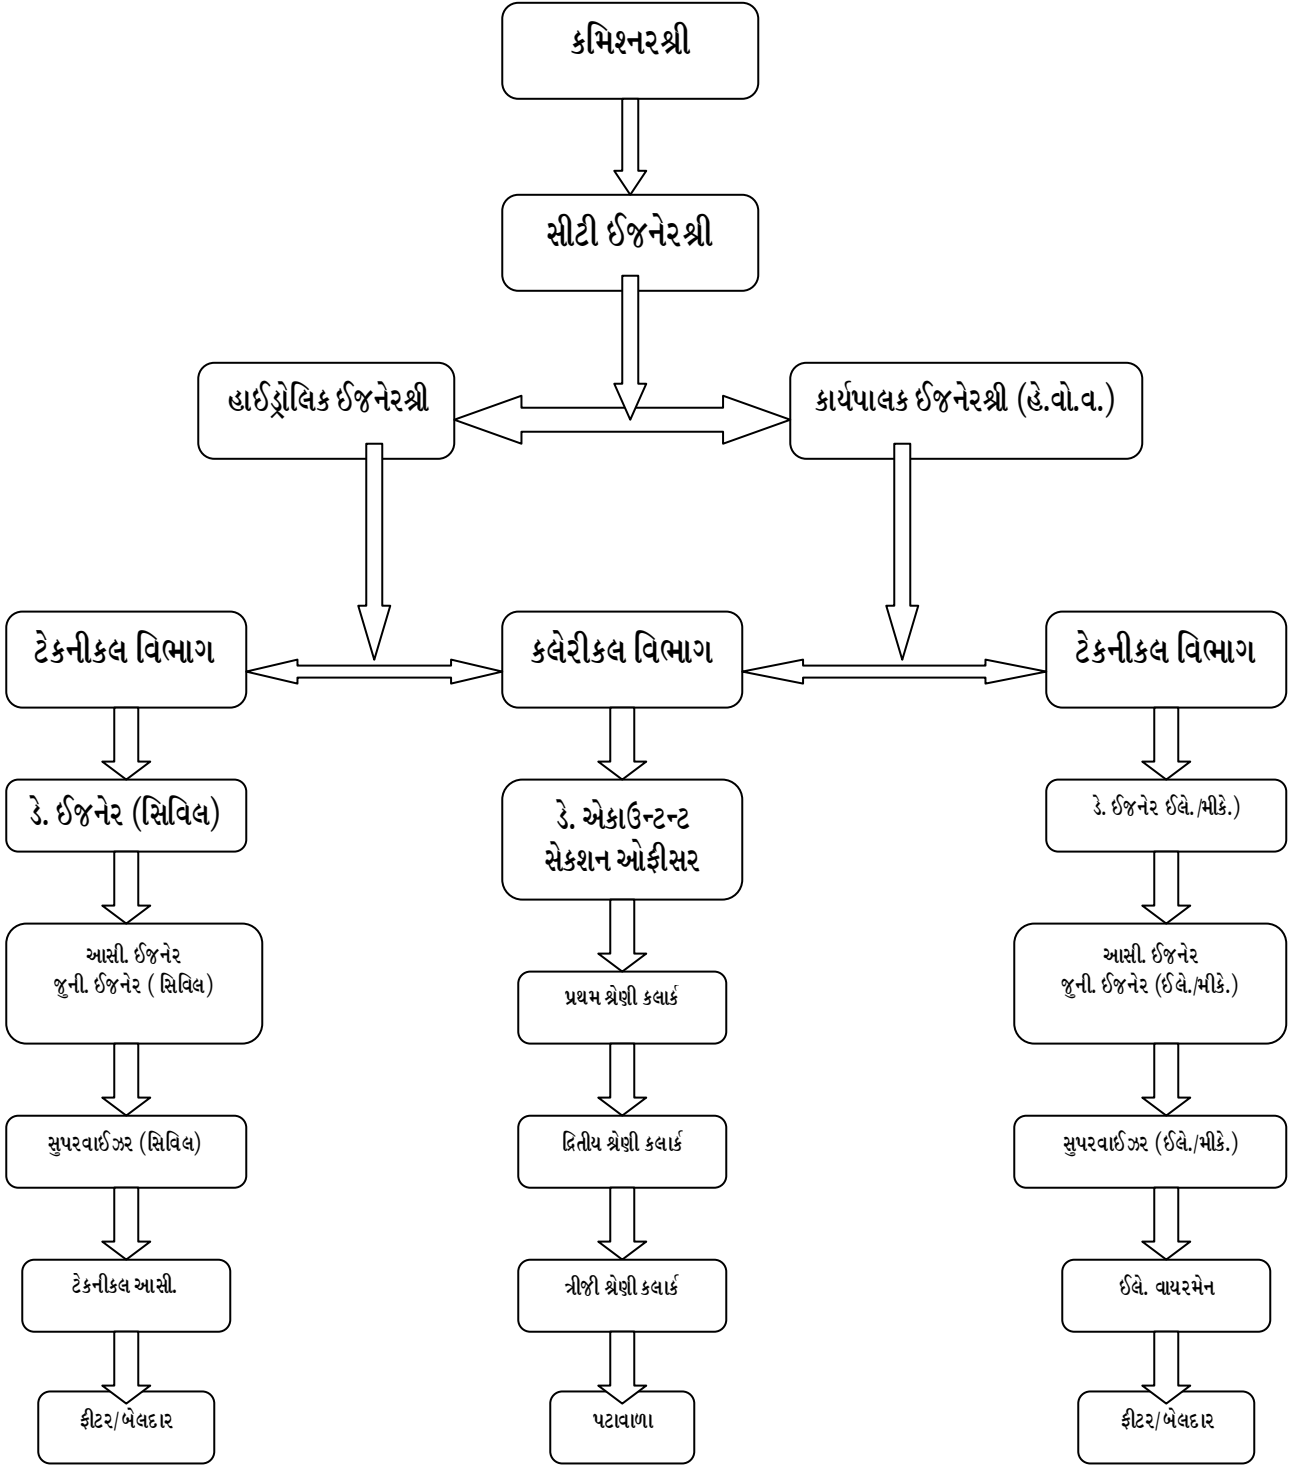 કમિશ્નરશ્રી
સીટી ઈજનેરશ્રી
હાઈડ્રોલિક ઈજનેરશ્રી
કાર્યપાલક ઈજનેરશ્રી (હે.વો.વ.)
ટેકનીકલ વિભાગ
કલેરીકલ વિભાગ
ટેકનીકલ વિભાગ
ડે. ઈજનેર (સિવિલ)
ડે. એકાઉન્ટન્ટ
સેકશન ઓફીસર
ડે. ઈજનેર ઈલે./મીકે.)
આસી. ઈજનેર
જુની. ઈજનેર ( સિવિલ)
પ્રથમ શ્રેણી કલાર્ક
આસી. ઈજનેર
જુની. ઈજનેર (ઈલે./મીકે.)
સુપરવાઈઝર (સિવિલ)
દ્વિતીય શ્રેણી કલાર્ક
સુપરવાઈઝર (ઈલે./મીકે.)
ટેકનીકલ આસી.
ત્રીજી શ્રેણી કલાર્ક
ઈલે. વાયરમેન
ફીટર/બેલદાર
પટાવાળા
ફીટર/બેલદાર